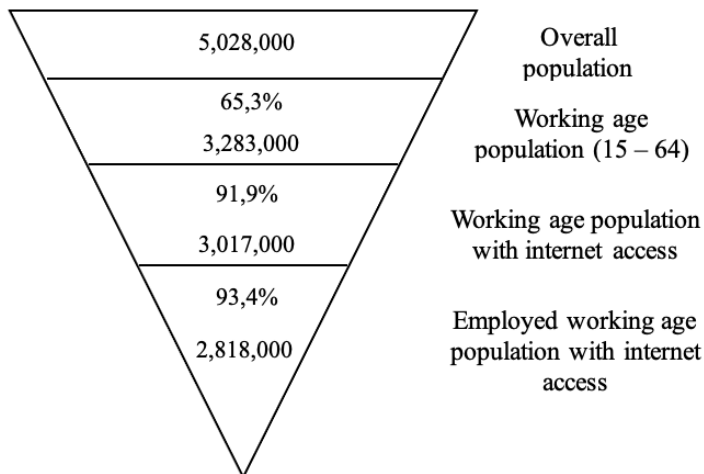 5,028,000
Overall
population
65,3%
3,283,000
Working age
population (15 – 64)
91,9%
3,017,000
Working age population
with internet access
93,4%
2,818,000
Employed working age
population with internet
access